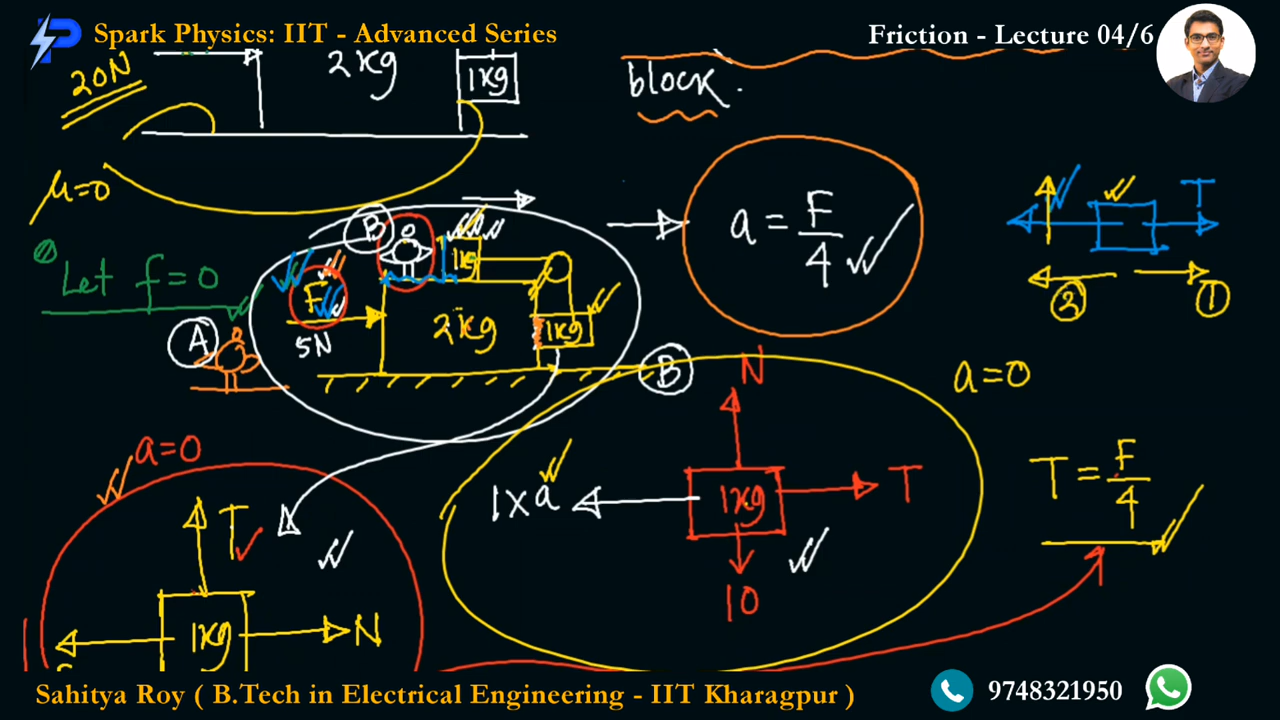 Spark Physics: IIT - Advanced Series
Friction - Lecture 04/6
20N
2kg
1kg
block.
μ=0
Let f=0
B
1kg
F
5N
2kg
1kg
A
a = F/4
T
2
1
B
a=0
a=0
N
1×a
1kg
T
10
T = F/4
T
1kg
N
Sahitya Roy ( B.Tech in Electrical Engineering - IIT Kharagpur )
9748321950